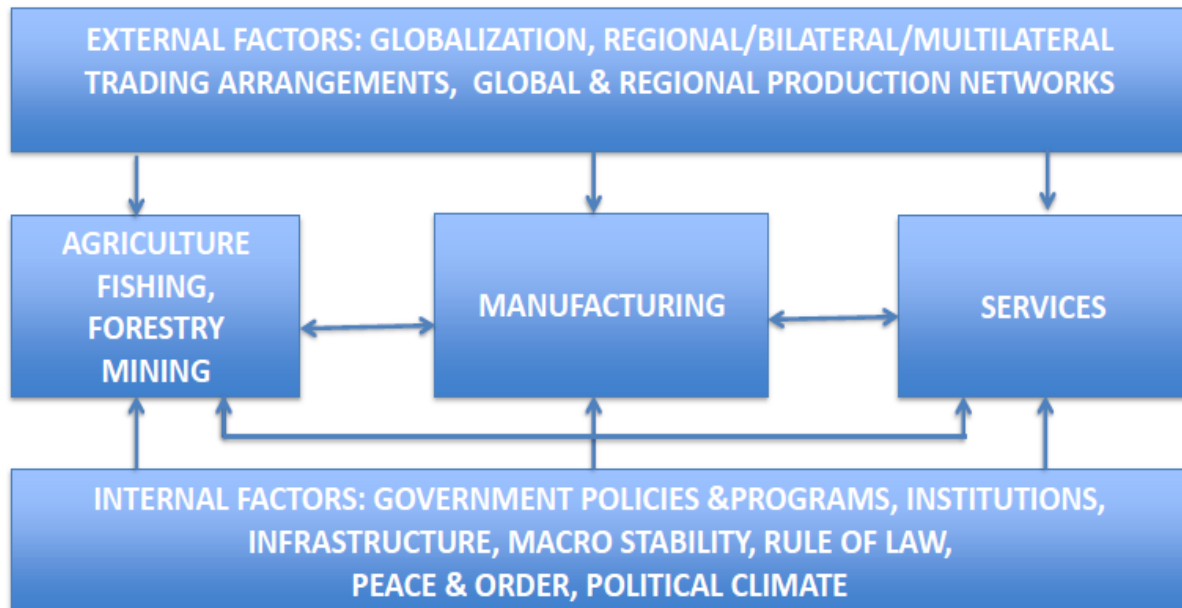 EXTERNAL FACTORS: GLOBALIZATION, REGIONAL/BILATERAL/MULTILATERAL
TRADING ARRANGEMENTS, GLOBAL & REGIONAL PRODUCTION NETWORKS
AGRICULTURE
FISHING,
FORESTRY
MINING
MANUFACTURING
SERVICES
INTERNAL FACTORS: GOVERNMENT POLICIES &PROGRAMS, INSTITUTIONS,
INFRASTRUCTURE, MACRO STABILITY, RULE OF LAW,
PEACE & ORDER, POLITICAL CLIMATE